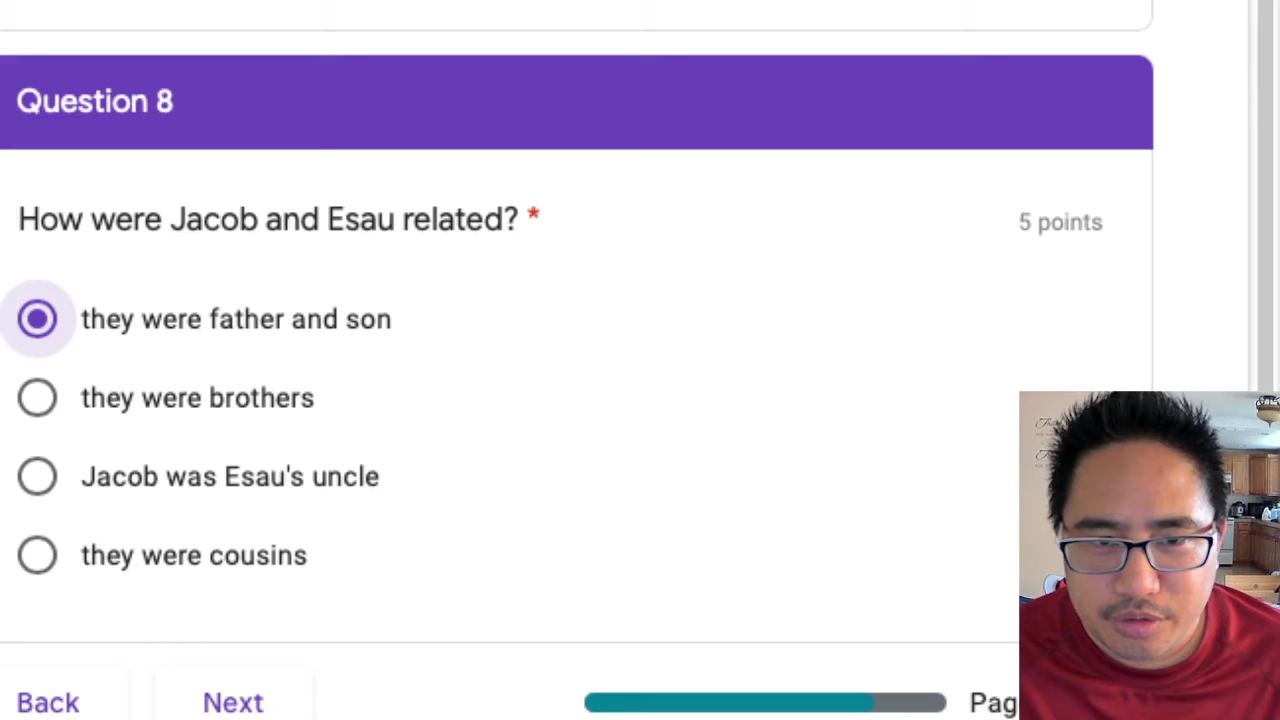 Question 8
How were Jacob and Esau related? *
5 points
they were father and son
they were brothers
Jacob was Esau's uncle
they were cousins
Back
Next
Pag